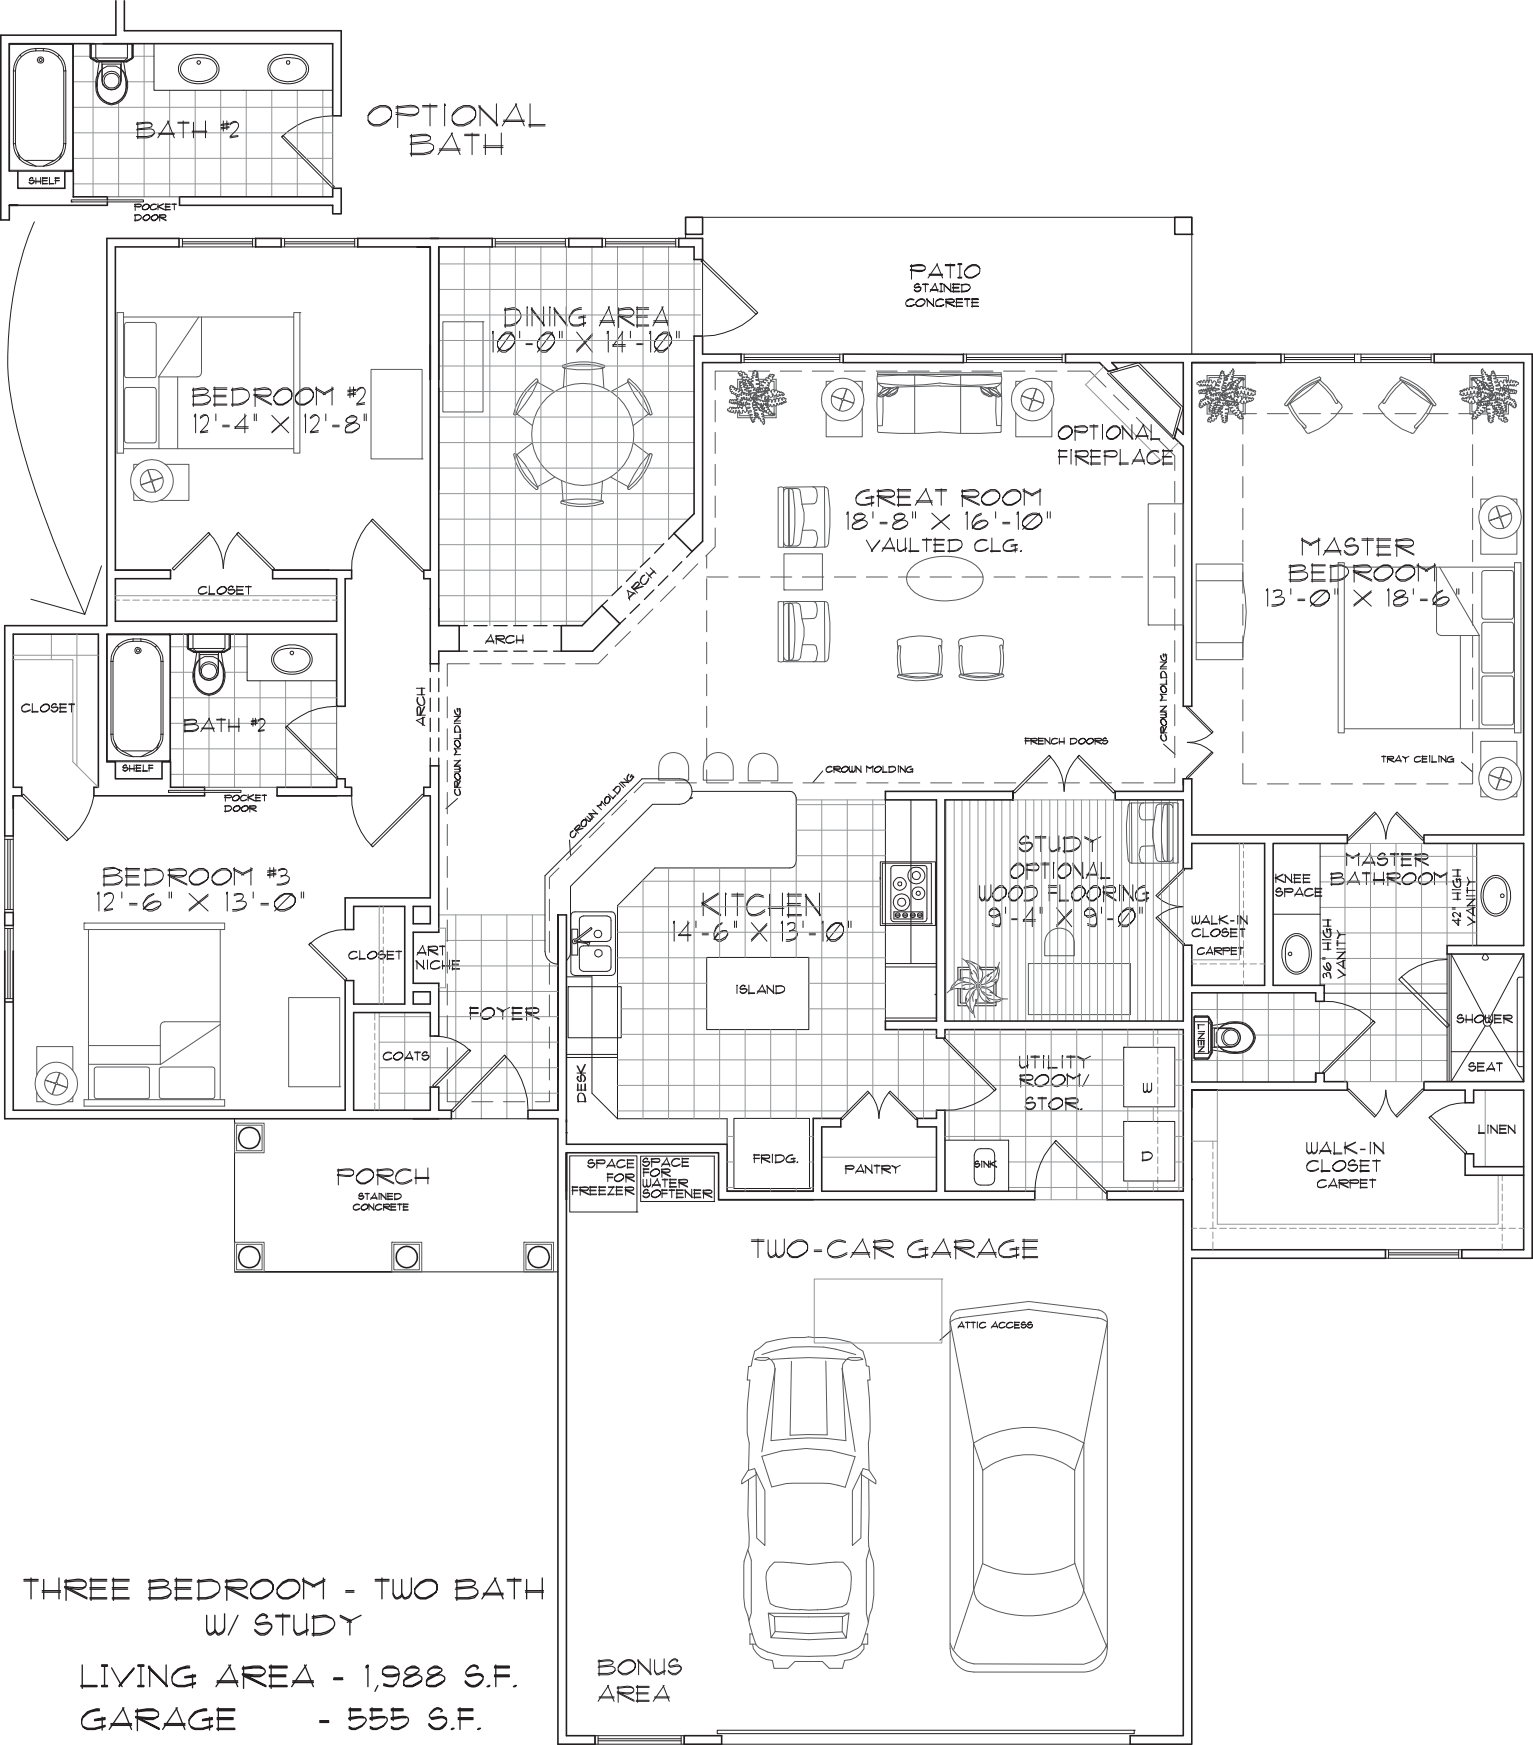 BATH #2
SHELF
POCKET
DOOR
OPTIONAL
BATH
PATIO
STAINED
CONCRETE
DINING AREA
10'-0" X 14'-10"
BEDROOM #2
12'-4" X 12'-8"
OPTIONAL
FIREPLACE
GREAT ROOM
18'-8" X 16'-10"
VAULTED CLG.
MASTER
BEDROOM
13'-0" X 18'-6"
CLOSET
ARCH
ARCH
ARCH
CLOSET
BATH #2
SHELF
POCKET
DOOR
CROWN MOLDING
CROWN MOLDING
CROWN MOLDING
CROWN MOLDING
FRENCH DOORS
TRAY CEILING
BEDROOM #3
12'-6" X 13'-0"
STUDY
OPTIONAL
WOOD FLOORING
9'-4" X 9'-0"
MASTER
BATHROOM
KNEE
SPACE
42" HIGH
VANITY
36" HIGH
VANITY
KITCHEN
14'-6" X 13'-10"
WALK-IN
CLOSET
CARPET
CLOSET
ART
NICHE
ISLAND
FOYER
SHOWER
SEAT
LINEN
COATS
DESK
UTILITY
ROOM/
STOR.
W
D
SINK
FRIDG.
PANTRY
LINEN
WALK-IN
CLOSET
CARPET
PORCH
STAINED
CONCRETE
SPACE
FOR
FREEZER
SPACE
FOR
WATER
SOFTENER
TWO-CAR GARAGE
ATTIC ACCESS
BONUS
AREA
THREE BEDROOM - TWO BATH
W/ STUDY
LIVING AREA - 1,988 S.F.
GARAGE - 555 S.F.